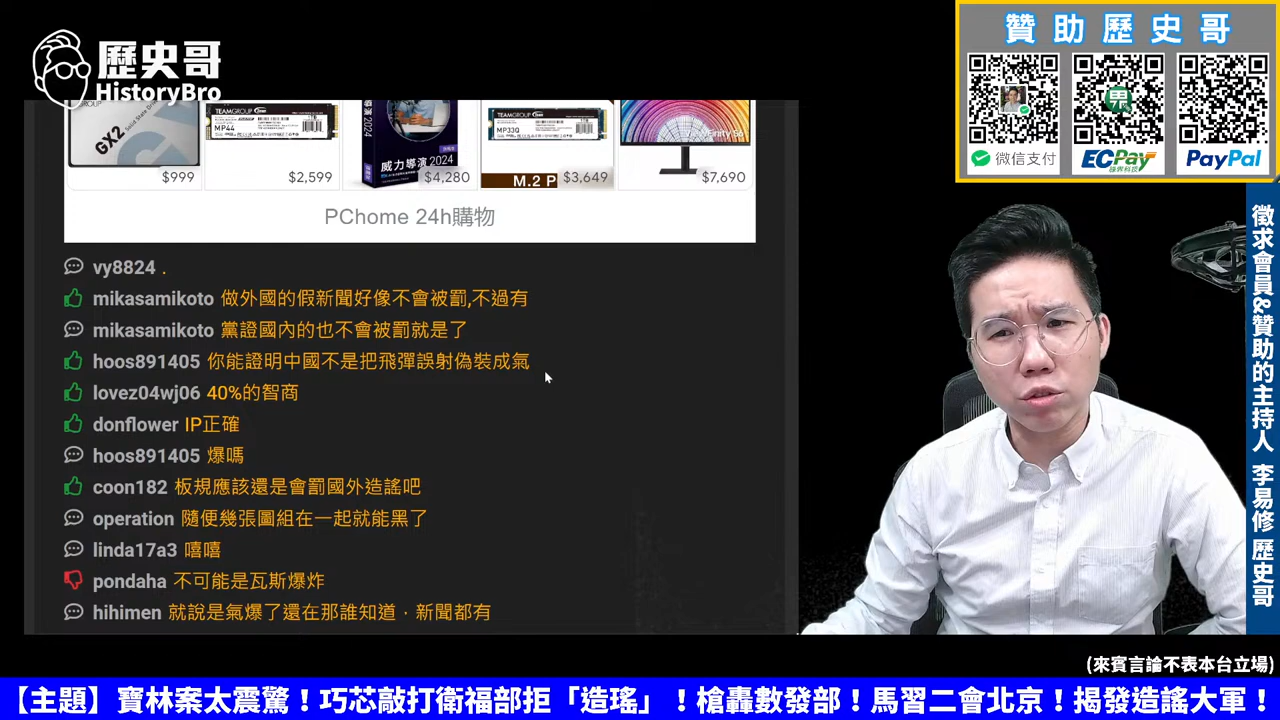 歷史哥
HistoryBro
贊助歷史哥
微信支付
ECPay
綠界科技
PayPal
GX2
Solid State Drive
TEAMGROUP
MP44
威力導演2024
TEAMGROUP
MP33Q
M.2 P
$999
$2,599
$4,280
$3,649
$7,690
PChome 24h購物
vy8824 .
mikasamikoto 做外國的假新聞好像不會被罰,不過有
mikasamikoto 黨證國內的也不會被罰就是了
hoos891405 你能證明中國不是把飛彈誤射偽裝成氣
lovez04wj06 40%的智商
donflower IP正確
hoos891405 爆嗎
coon182 板規應該還是會罰國外造謠吧
operation 隨便幾張圖組在一起就能黑了
linda17a3 嘻嘻
pondaha 不可能是瓦斯爆炸
hihimen 就說是氣爆了還在那誰知道．新聞都有
徵求會員&贊助的主持人 李易修 歷史哥
(來賓言論不表本台立場)
【主題】寶林案太震驚！巧芯敲打衛福部拒「造瑤」！槍轟數發部！馬習二會北京！揭發造謠大軍！